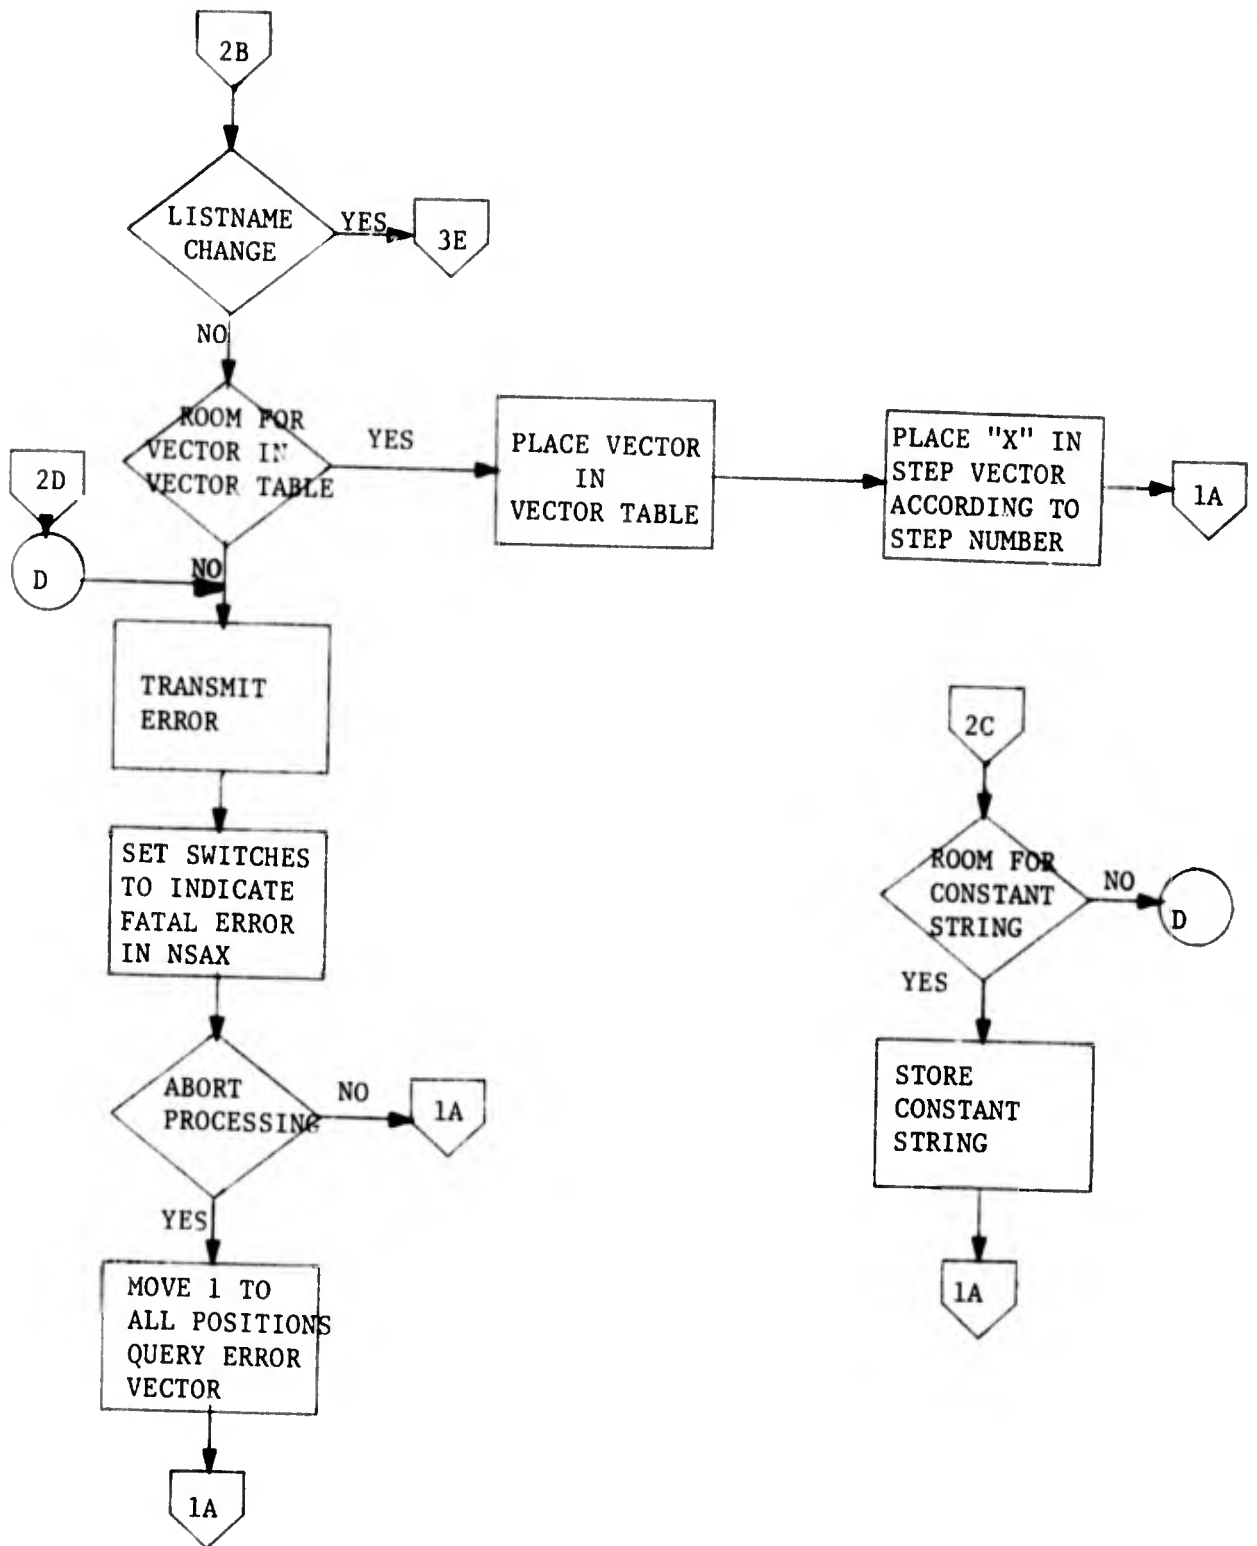 2B
LISTNAME
CHANGE
YES
3E
NO
ROOM FOR
VECTOR IN
VECTOR TABLE
YES
PLACE VECTOR
IN
VECTOR TABLE
PLACE "X" IN
STEP VECTOR
ACCORDING TO
STEP NUMBER
1A
2D
D
NO
TRANSMIT
ERROR
SET SWITCHES
TO INDICATE
FATAL ERROR
IN NSAX
ABORT
PROCESSING
NO
1A
YES
MOVE 1 TO
ALL POSITIONS
QUERY ERROR
VECTOR
1A
2C
ROOM FOR
CONSTANT
STRING
NO
D
YES
STORE
CONSTANT
STRING
1A